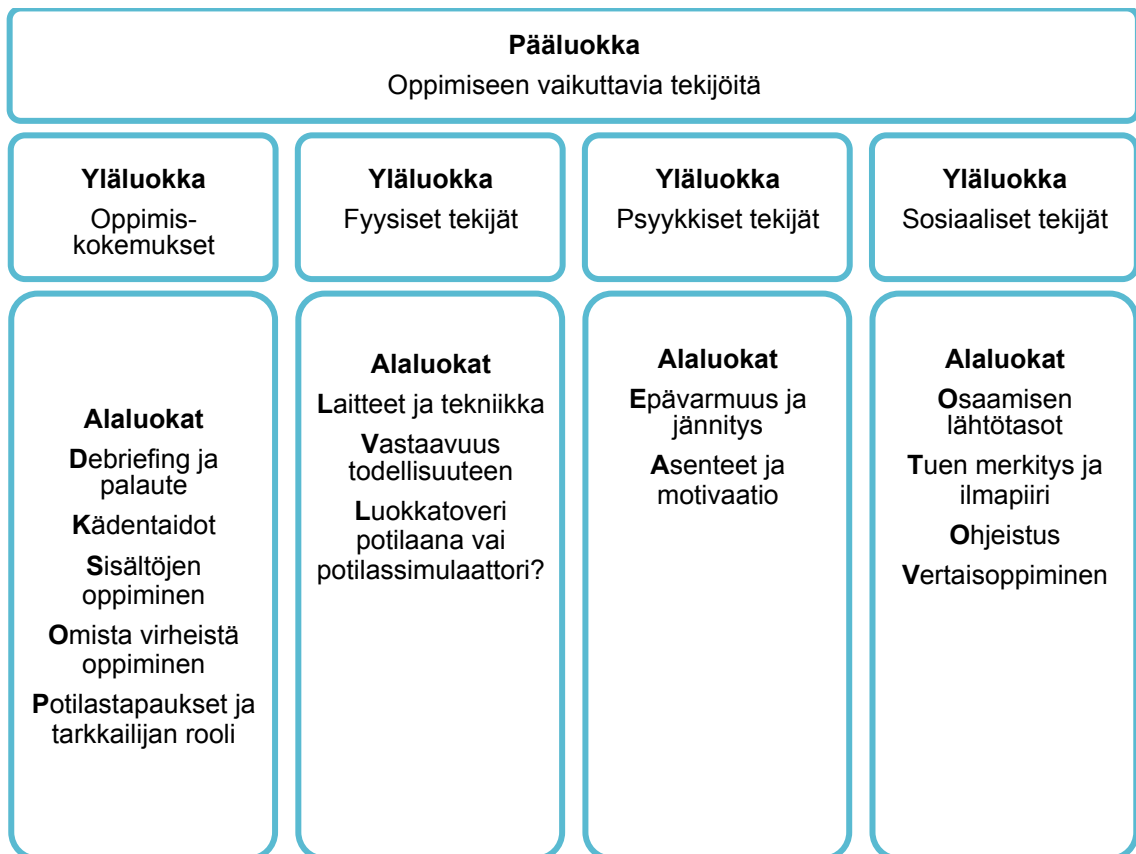 Pääluokka
Oppimiseen vaikuttavia tekijöitä
Yläluokka
Oppimis-
kokemukset
Yläluokka
Fyysiset tekijät
Yläluokka
Psyykkiset tekijät
Yläluokka
Sosiaaliset tekijät
Alaluokat
Debriefing ja
palaute
Kädentaidot
Sisältöjen
oppiminen
Omista virheistä
oppiminen
Potilastapaukset ja
tarkkailijan rooli
Alaluokat
Laitteet ja tekniikka
Vastaavuus
todellisuuteen
Luokkatoveri
potilaana vai
potilassimulaattori?
Alaluokat
Epävarmuus ja
jännitys
Asenteet ja
motivaatio
Alaluokat
Osaamisen
lähtötasot
Tuen merkitys ja
ilmapiiri
Ohjeistus
Vertaisoppiminen